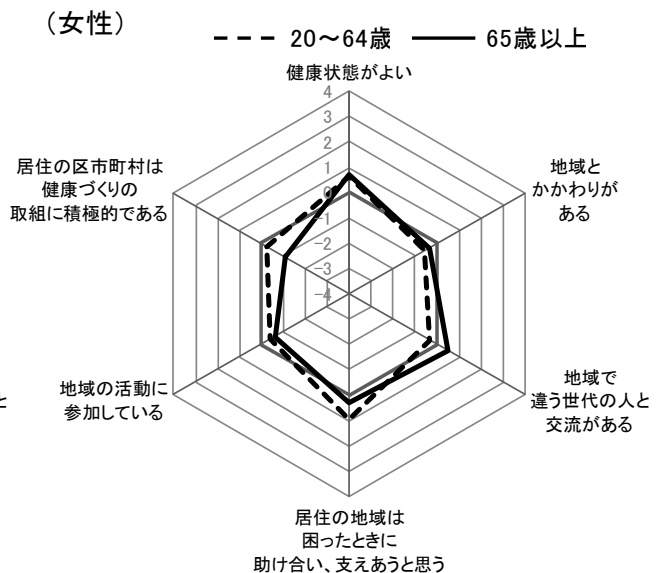 （女性）
20～64歳 65歳以上
健康状態がよい
4
3
2
1
0
-1
-2
-3
-4
地域と
かかわりが
ある
地域で
違う世代の人と
交流がある
居住の地域は
困ったときに
助け合い、支えあうと思う
地域の活動に
参加している
と
居住の区市町村は
健康づくりの
取組に積極的である